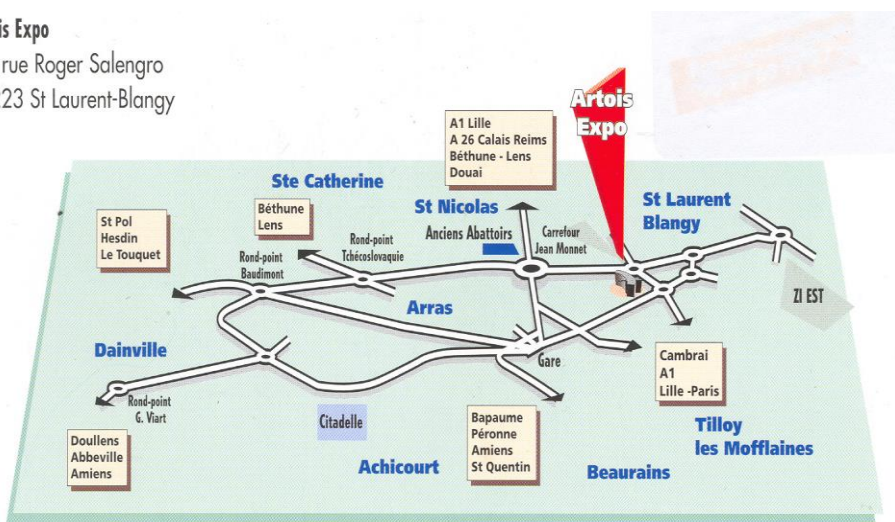 is Expo
rue Roger Salengro
223 St Laurent-Blangy
Artois
Expo
A1 Lille
A 26 Calais Reims
Béthune - Lens
Douai
Ste Catherine
St Nicolas
St Laurent
Blangy
St Pol
Hesdin
Le Touquet
Béthune
Lens
Rond-point
Tchécoslovaquie
Anciens Abattoirs
Carrefour
Jean Monnet
Rond-point
Baudimont
Arras
ZI EST
Dainville
Gare
Cambrai
A1
Lille -Paris
Rond-point
G. Viart
Citadelle
Bapaume
Péronne
Amiens
St Quentin
Doullens
Abbeville
Amiens
Achicourt
Beaurains
Tilloy
les Mofflaines